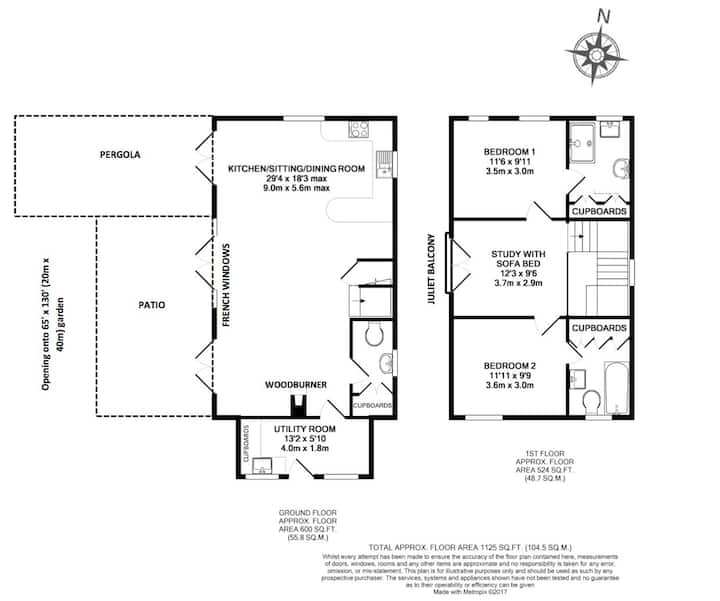 N
PERGOLA
KITCHEN/SITTING/DINING ROOM
29'4 x 18'3 max
9.0m x 5.6m max
FRENCH WINDOWS
PATIO
Opening onto 65' x 130' (20m x
40m) garden
WOODBURNER
CUPBOARDS
UTILITY ROOM
13'2 x 5'10
4.0m x 1.8m
CUPBOARDS
GROUND FLOOR
APPROX. FLOOR
AREA 600 SQ.FT.
(55.8 SQ.M.)
BEDROOM 1
11'6 x 9'11
3.5m x 3.0m
CUPBOARDS
JULIET BALCONY
STUDY WITH
SOFA BED
12'3 x 9'6
3.7m x 2.9m
CUPBOARDS
BEDROOM 2
11'11 x 9'9
3.6m x 3.0m
1ST FLOOR
APPROX. FLOOR
AREA 524 SQ.FT.
(48.7 SQ.M.)
TOTAL APPROX. FLOOR AREA 1125 SQ.FT. (104.5 SQ.M.)
Whilst every attempt has been made to ensure the accuracy of the floor plan contained here, measurements
of doors, windows, rooms and any other items are approximate and no responsibility is taken for any error,
omission, or mis-statement. This plan is for illustrative purposes only and should be used as such by any
prospective purchaser. The services, systems and appliances shown have not been tested and no guarantee
as to their operability or efficiency can be given
Made with Metropix ©2017